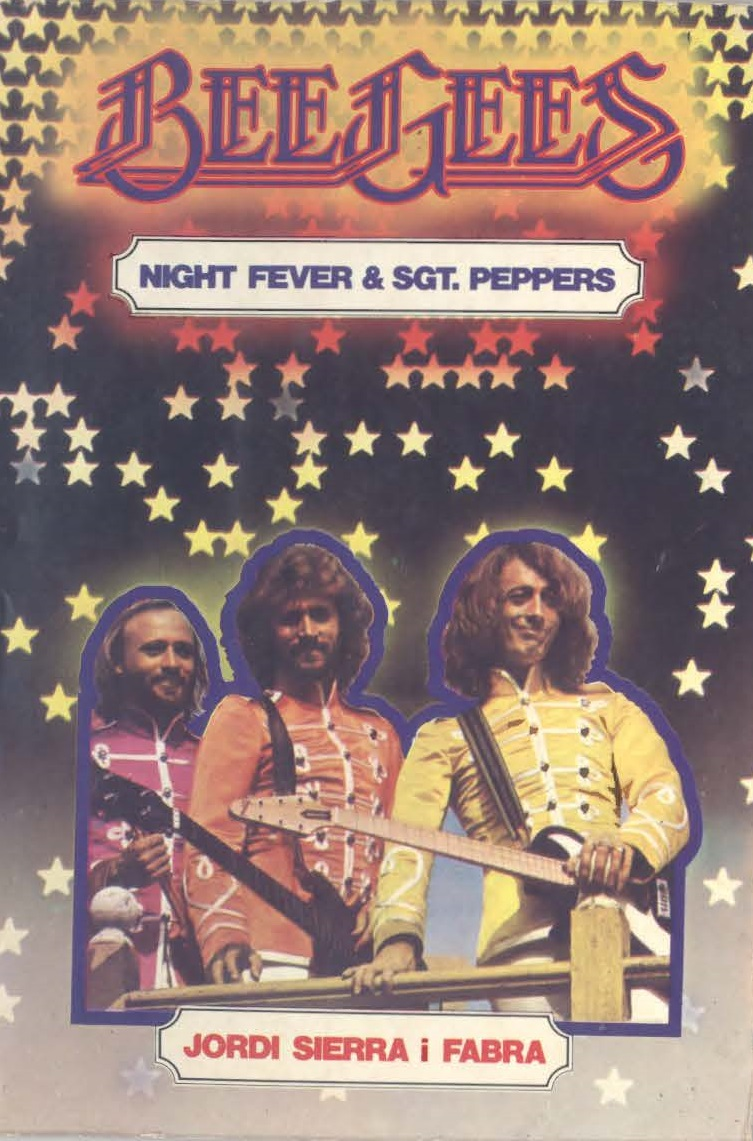 BEE GEES
NIGHT FEVER & SGT. PEPPERS
JORDI SIERRA i FABRA